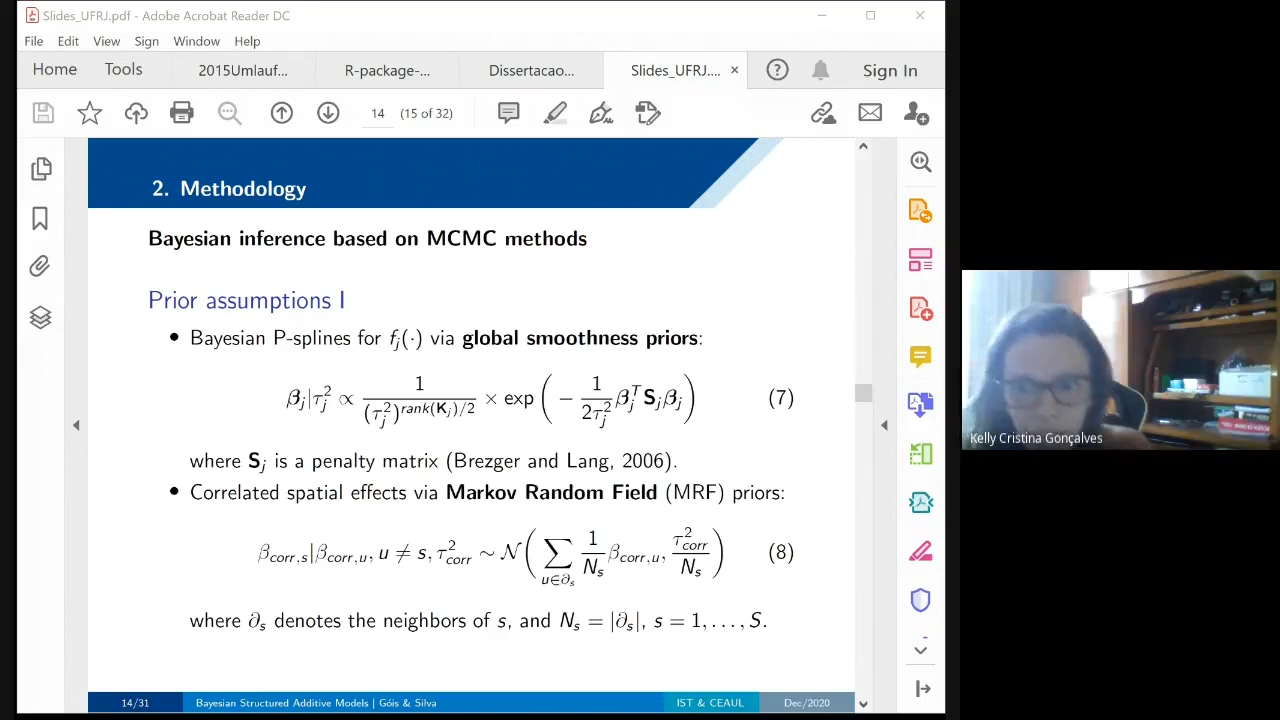 Slides_UFRJ.pdf - Adobe Acrobat Reader DC
File Edit View Sign Window Help
Home Tools 2015Umlauf... R-package-... Dissertacao... Slides_UFRJ.... × Sign In
14 (15 of 32)
2. Methodology
Bayesian inference based on MCMC methods
Prior assumptions I
• Bayesian P-splines for f_j(·) via global smoothness priors:
β_j|τ_j^2 ∝ 1/(τ_j^2)^{rank(K_j)/2} × exp( − 1/(2τ_j^2) β_j^T S_j β_j ) (7)
where S_j is a penalty matrix (Brezger and Lang, 2006).
• Correlated spatial effects via Markov Random Field (MRF) priors:
β_{corr,s}|β_{corr,u}, u ≠ s, τ_{corr}^2 ∼ N( ∑_{u∈∂_s} 1/N_s β_{corr,u}, τ_{corr}^2/N_s ) (8)
where ∂_s denotes the neighbors of s, and N_s = |∂_s|, s = 1, . . . , S.
14/31 Bayesian Structured Additive Models | Góis & Silva IST & CEAUL Dec/2020
Kelly Cristina Gonçalves